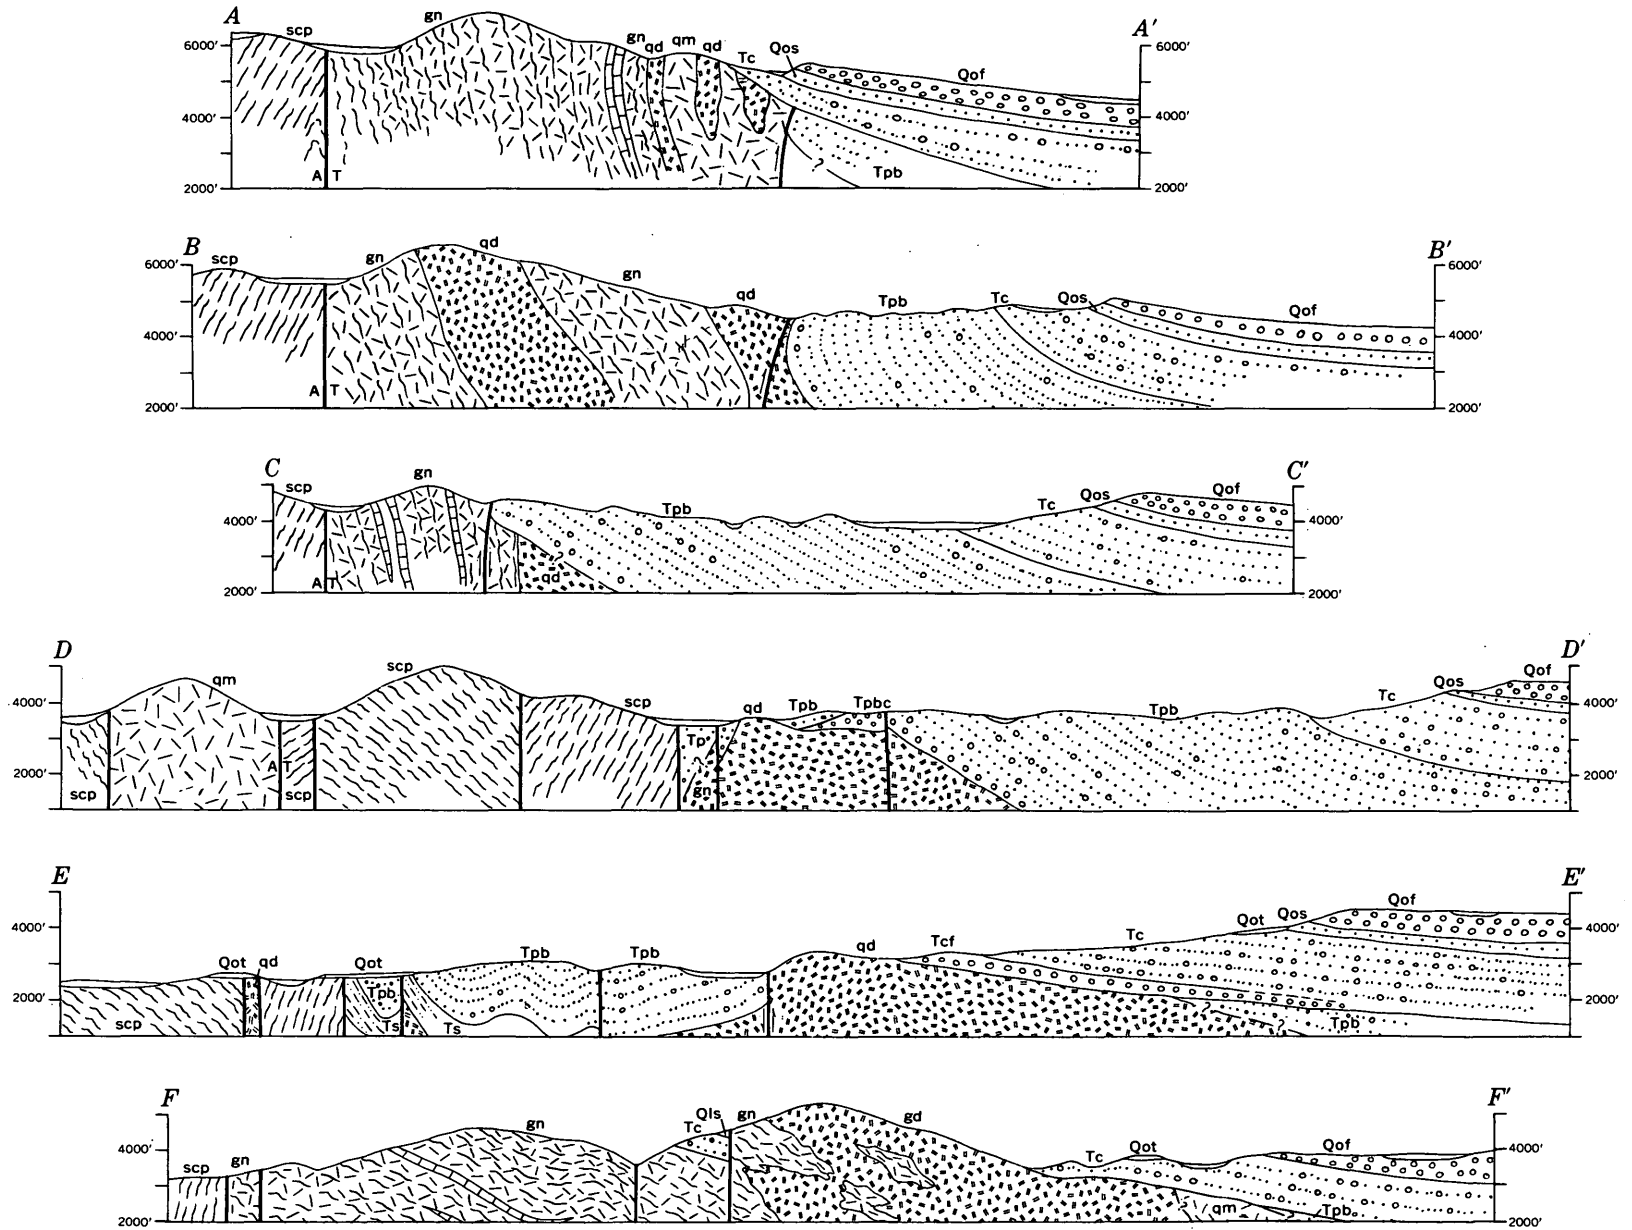 A A'
scp gn gn qd qm qd Tc Qos Qof
6000' 6000'
4000' 4000'
? Tpb
A T
2000' 2000'
B B'
scp gn qd gn qd Tpb Tc Qos Qof
6000' 6000'
4000' 4000'
A T
2000' 2000'
C C'
scp gn Tpb Tc Qos Qof
4000' 4000'
? qd
A T
2000' 2000'
D D'
qm scp scp qd Tpb Tpbc Tpb Tc Qos Qof
4000' 4000'
Tp
A T
2000' 2000'
?
scp scp gn
E E'
Qot qd Qot Tpb Tpb qd Tcf Tc Qot Qos Qof
4000' 4000'
2000' 2000'
Tpb ? ? Tpb
scp Ts Ts
F F'
scp gn gn Tc Qls gn gd Tc Qot Qof
4000' 4000'
? qm ? Tpb
2000' 2000'